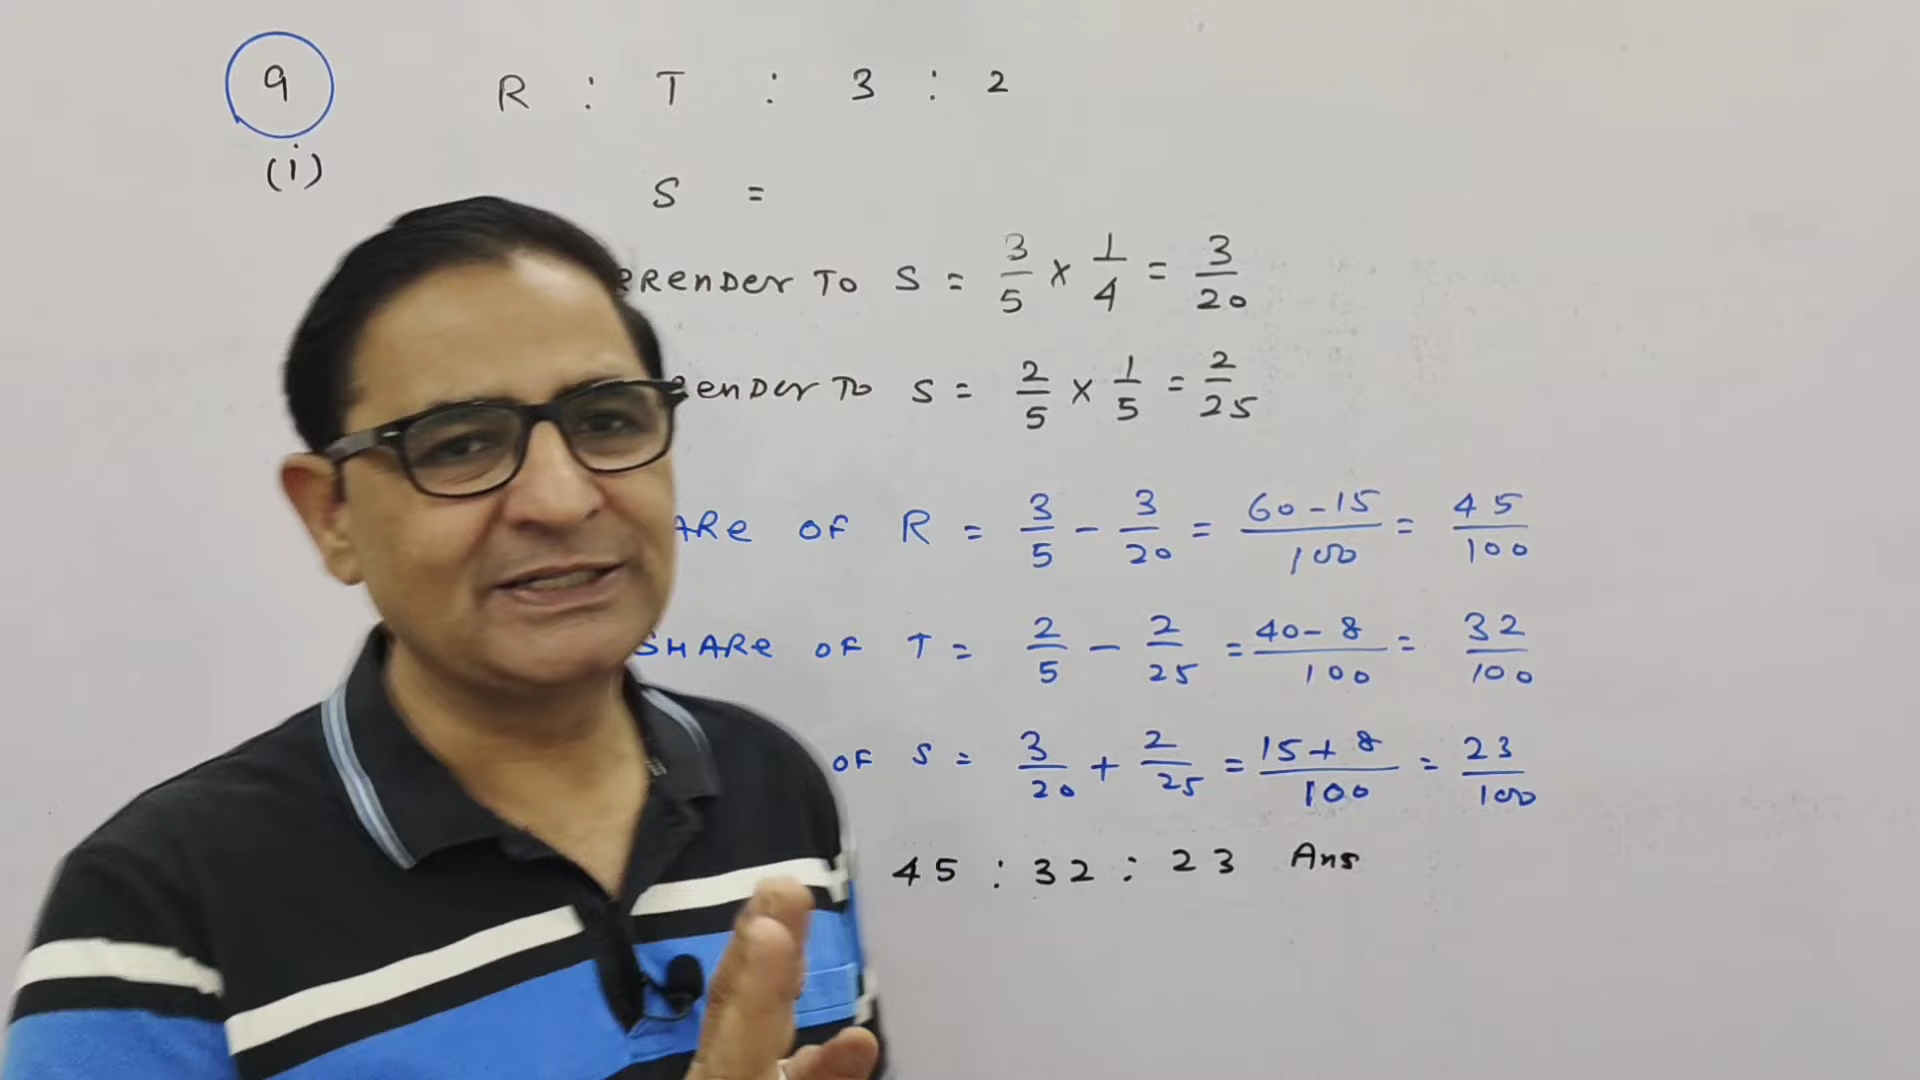 9 R : T : 3 : 2
(i)
S =
RRENDER TO S = 3/5 × 1/4 = 3/20
RENDER TO S = 2/5 × 1/5 = 2/25
ARE OF R = 3/5 - 3/20 = 60-15/100 = 45/100
SHARE OF T = 2/5 - 2/25 = 40-8/100 = 32/100
OF S = 3/20 + 2/25 = 15+8/100 = 23/100
45 : 32 : 23 Ans